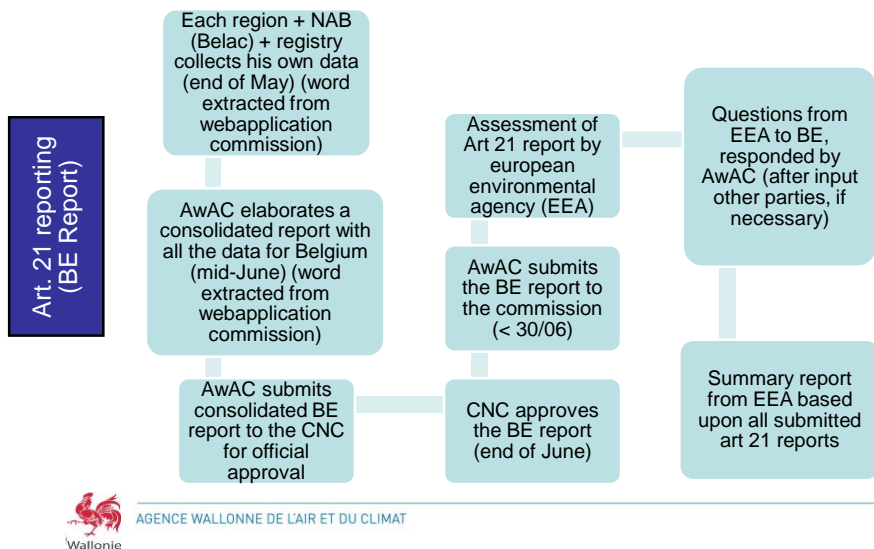 Art. 21 reporting
(BE Report)
Each region + NAB
(Belac) + registry
collects his own data
(end of May) (word
extracted from
webapplication
commission)
AwAC elaborates a
consolidated report with
all the data for Belgium
(mid-June) (word
extracted from
webapplication
commission)
AwAC submits
consolidated BE
report to the CNC
for official
approval
CNC approves
the BE report
(end of June)
AwAC submits
the BE report to
the commission
(< 30/06)
Assessment of
Art 21 report by
european
environmental
agency (EEA)
Questions from
EEA to BE,
responded by
AwAC (after input
other parties, if
necessary)
Summary report
from EEA based
upon all submitted
art 21 reports
Wallonie
AGENCE WALLONNE DE L'AIR ET DU CLIMAT